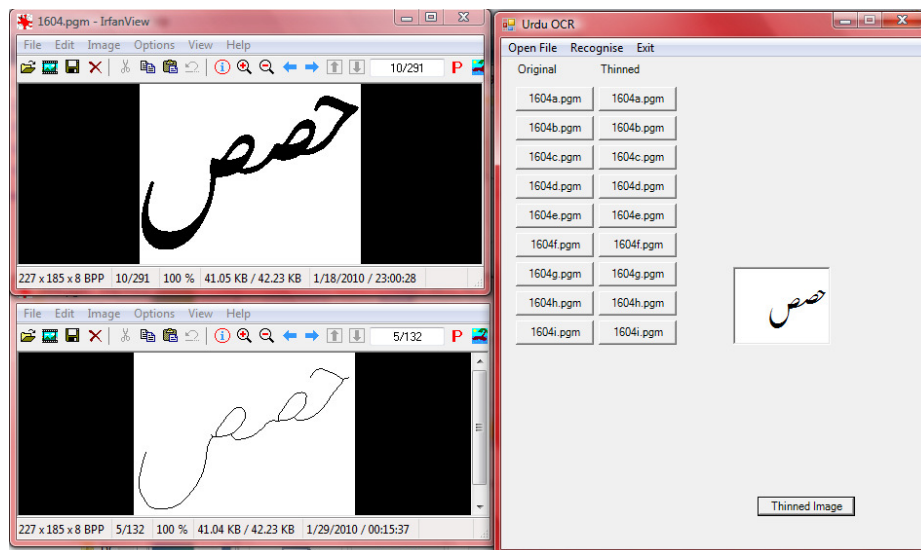 1604.pgm - IrfanView
File Edit Image Options View Help
10/291
حصص
227 x 185 x 8 BPP 10/291 100 % 41.05 KB / 42.23 KB 1/18/2010 / 23:00:28
File Edit Image Options View Help
5/132
حصص
227 x 185 x 8 BPP 5/132 100 % 41.04 KB / 42.23 KB 1/29/2010 / 00:15:37
Urdu OCR
Open File Recognise Exit
Original Thinned
1604a.pgm 1604a.pgm
1604b.pgm 1604b.pgm
1604c.pgm 1604c.pgm
1604d.pgm 1604d.pgm
1604e.pgm 1604e.pgm
1604f.pgm 1604f.pgm
1604g.pgm 1604g.pgm
1604h.pgm 1604h.pgm
1604i.pgm 1604i.pgm
حصص
Thinned Image